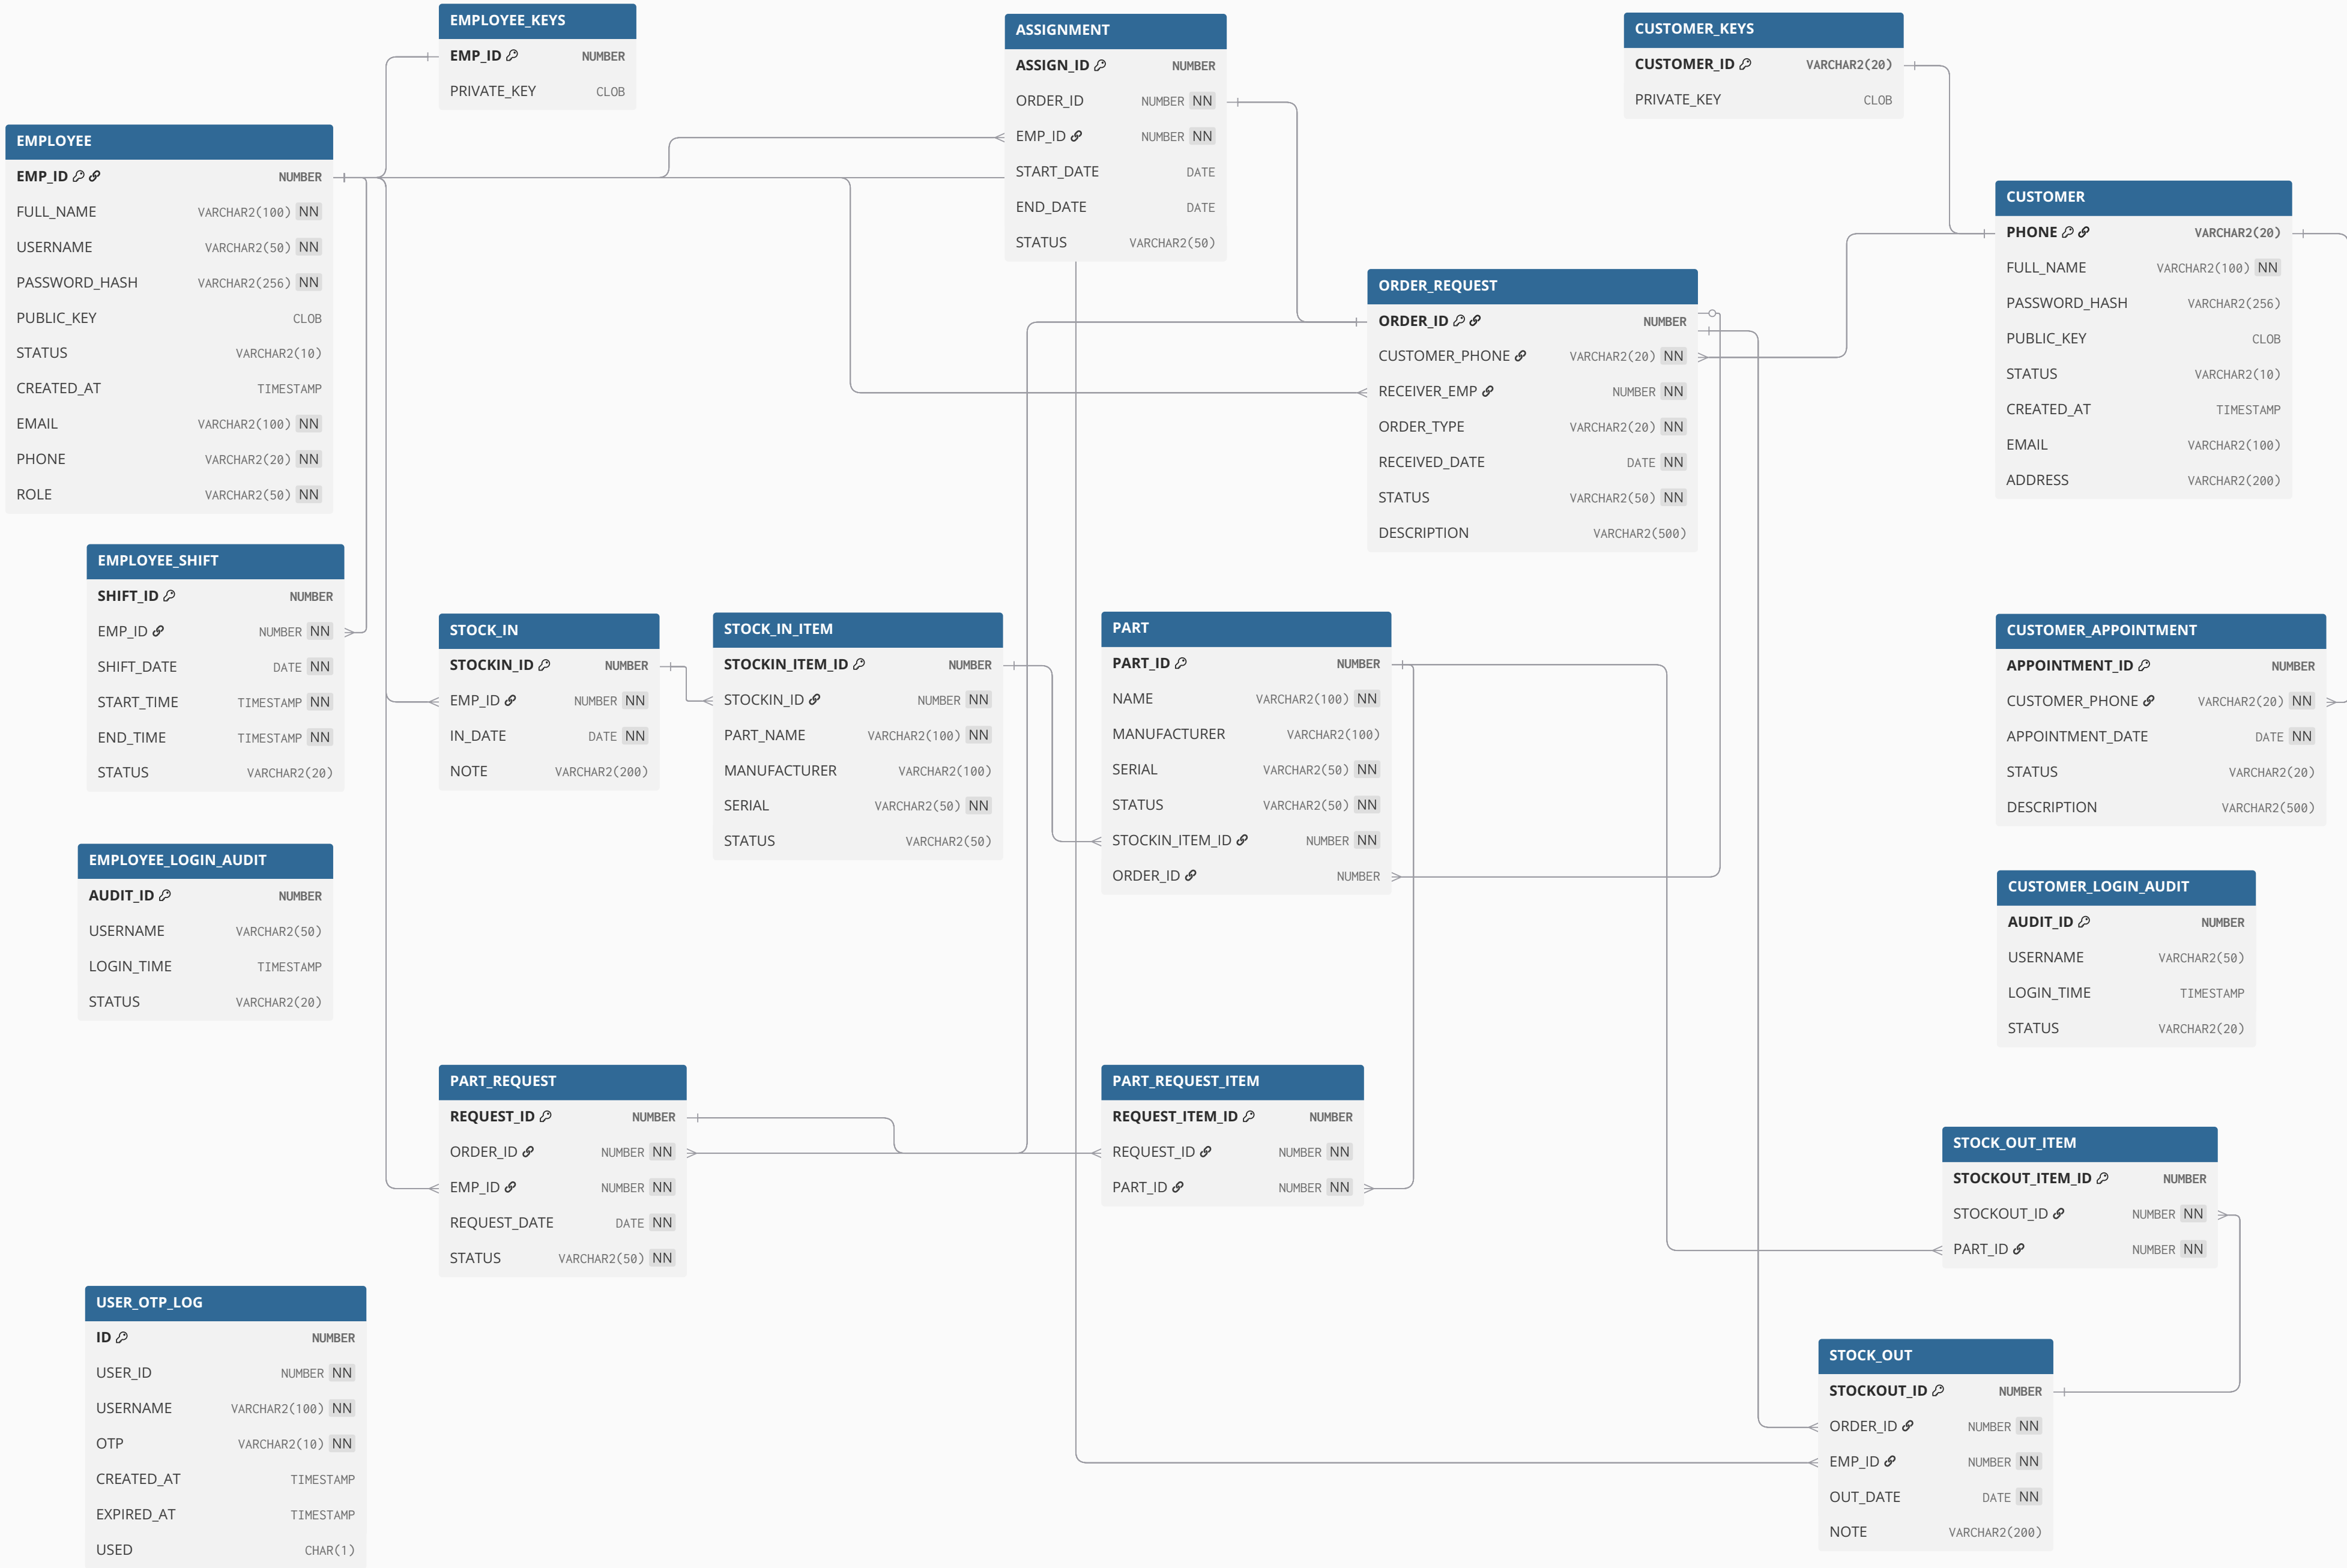 EMPLOYEE_KEYS
EMP_ID NUMBER
PRIVATE_KEY CLOB
ASSIGNMENT
ASSIGN_ID NUMBER
ORDER_ID NUMBER NN
EMP_ID NUMBER NN
START_DATE DATE
END_DATE DATE
STATUS VARCHAR2(50)
CUSTOMER_KEYS
CUSTOMER_ID VARCHAR2(20)
PRIVATE_KEY CLOB
EMPLOYEE
EMP_ID NUMBER
FULL_NAME VARCHAR2(100) NN
USERNAME VARCHAR2(50) NN
PASSWORD_HASH VARCHAR2(256) NN
PUBLIC_KEY CLOB
STATUS VARCHAR2(10)
CREATED_AT TIMESTAMP
EMAIL VARCHAR2(100) NN
PHONE VARCHAR2(20) NN
ROLE VARCHAR2(50) NN
CUSTOMER
PHONE VARCHAR2(20)
FULL_NAME VARCHAR2(100) NN
PASSWORD_HASH VARCHAR2(256)
PUBLIC_KEY CLOB
STATUS VARCHAR2(10)
CREATED_AT TIMESTAMP
EMAIL VARCHAR2(100)
ADDRESS VARCHAR2(200)
ORDER_REQUEST
ORDER_ID NUMBER
CUSTOMER_PHONE VARCHAR2(20) NN
RECEIVER_EMP NUMBER NN
ORDER_TYPE VARCHAR2(20) NN
RECEIVED_DATE DATE NN
STATUS VARCHAR2(50) NN
DESCRIPTION VARCHAR2(500)
EMPLOYEE_SHIFT
SHIFT_ID NUMBER
EMP_ID NUMBER NN
SHIFT_DATE DATE NN
START_TIME TIMESTAMP NN
END_TIME TIMESTAMP NN
STATUS VARCHAR2(20)
STOCK_IN
STOCKIN_ID NUMBER
EMP_ID NUMBER NN
IN_DATE DATE NN
NOTE VARCHAR2(200)
STOCK_IN_ITEM
STOCKIN_ITEM_ID NUMBER
STOCKIN_ID NUMBER NN
PART_NAME VARCHAR2(100) NN
MANUFACTURER VARCHAR2(100)
SERIAL VARCHAR2(50) NN
STATUS VARCHAR2(50)
PART
PART_ID NUMBER
NAME VARCHAR2(100) NN
MANUFACTURER VARCHAR2(100)
SERIAL VARCHAR2(50) NN
STATUS VARCHAR2(50) NN
STOCKIN_ITEM_ID NUMBER NN
ORDER_ID NUMBER
CUSTOMER_APPOINTMENT
APPOINTMENT_ID NUMBER
CUSTOMER_PHONE VARCHAR2(20) NN
APPOINTMENT_DATE DATE NN
STATUS VARCHAR2(20)
DESCRIPTION VARCHAR2(500)
EMPLOYEE_LOGIN_AUDIT
AUDIT_ID NUMBER
USERNAME VARCHAR2(50)
LOGIN_TIME TIMESTAMP
STATUS VARCHAR2(20)
CUSTOMER_LOGIN_AUDIT
AUDIT_ID NUMBER
USERNAME VARCHAR2(50)
LOGIN_TIME TIMESTAMP
STATUS VARCHAR2(20)
PART_REQUEST
REQUEST_ID NUMBER
ORDER_ID NUMBER NN
EMP_ID NUMBER NN
REQUEST_DATE DATE NN
STATUS VARCHAR2(50) NN
PART_REQUEST_ITEM
REQUEST_ITEM_ID NUMBER
REQUEST_ID NUMBER NN
PART_ID NUMBER NN
STOCK_OUT_ITEM
STOCKOUT_ITEM_ID NUMBER
STOCKOUT_ID NUMBER NN
PART_ID NUMBER NN
USER_OTP_LOG
ID NUMBER
USER_ID NUMBER NN
USERNAME VARCHAR2(100) NN
OTP VARCHAR2(10) NN
CREATED_AT TIMESTAMP
EXPIRED_AT TIMESTAMP
USED CHAR(1)
STOCK_OUT
STOCKOUT_ID NUMBER
ORDER_ID NUMBER NN
EMP_ID NUMBER NN
OUT_DATE DATE NN
NOTE VARCHAR2(200)